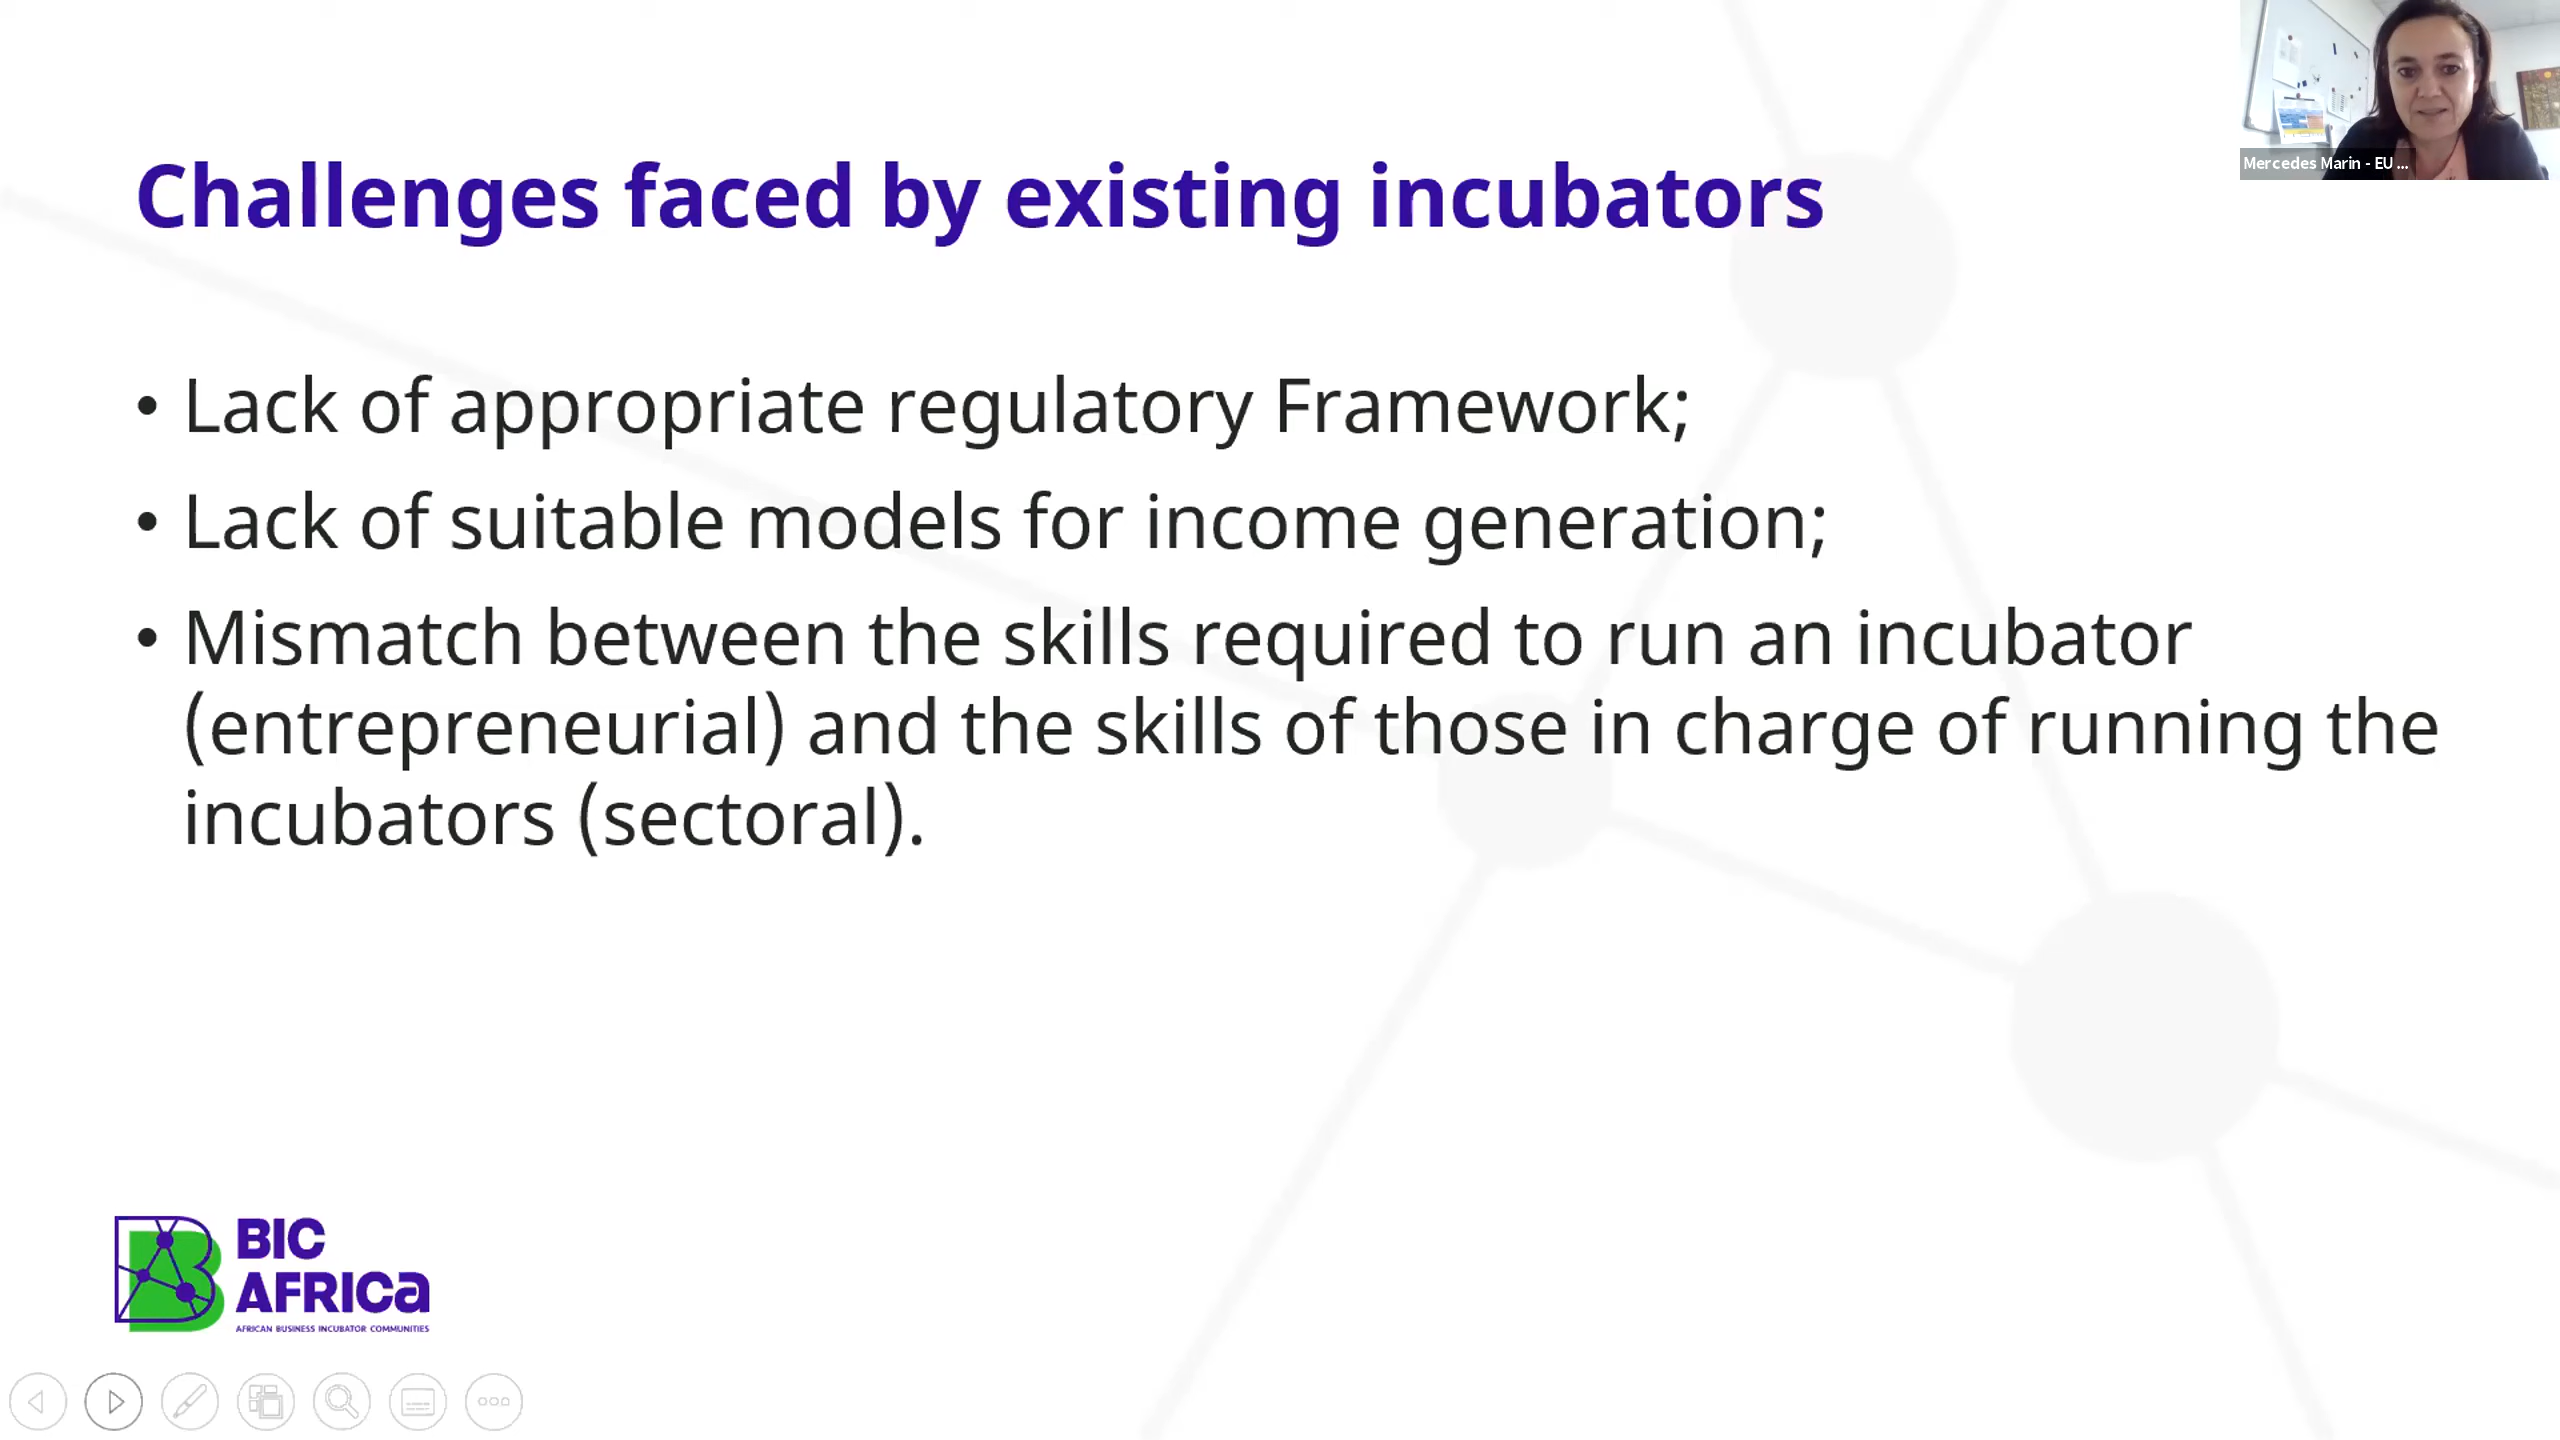 Mercedes Marin - EU ...
Challenges faced by existing incubators
• Lack of appropriate regulatory Framework;
• Lack of suitable models for income generation;
• Mismatch between the skills required to run an incubator
(entrepreneurial) and the skills of those in charge of running the
incubators (sectoral).
BIC
AFRICA
AFRICAN BUSINESS INCUBATOR COMMUNITIES